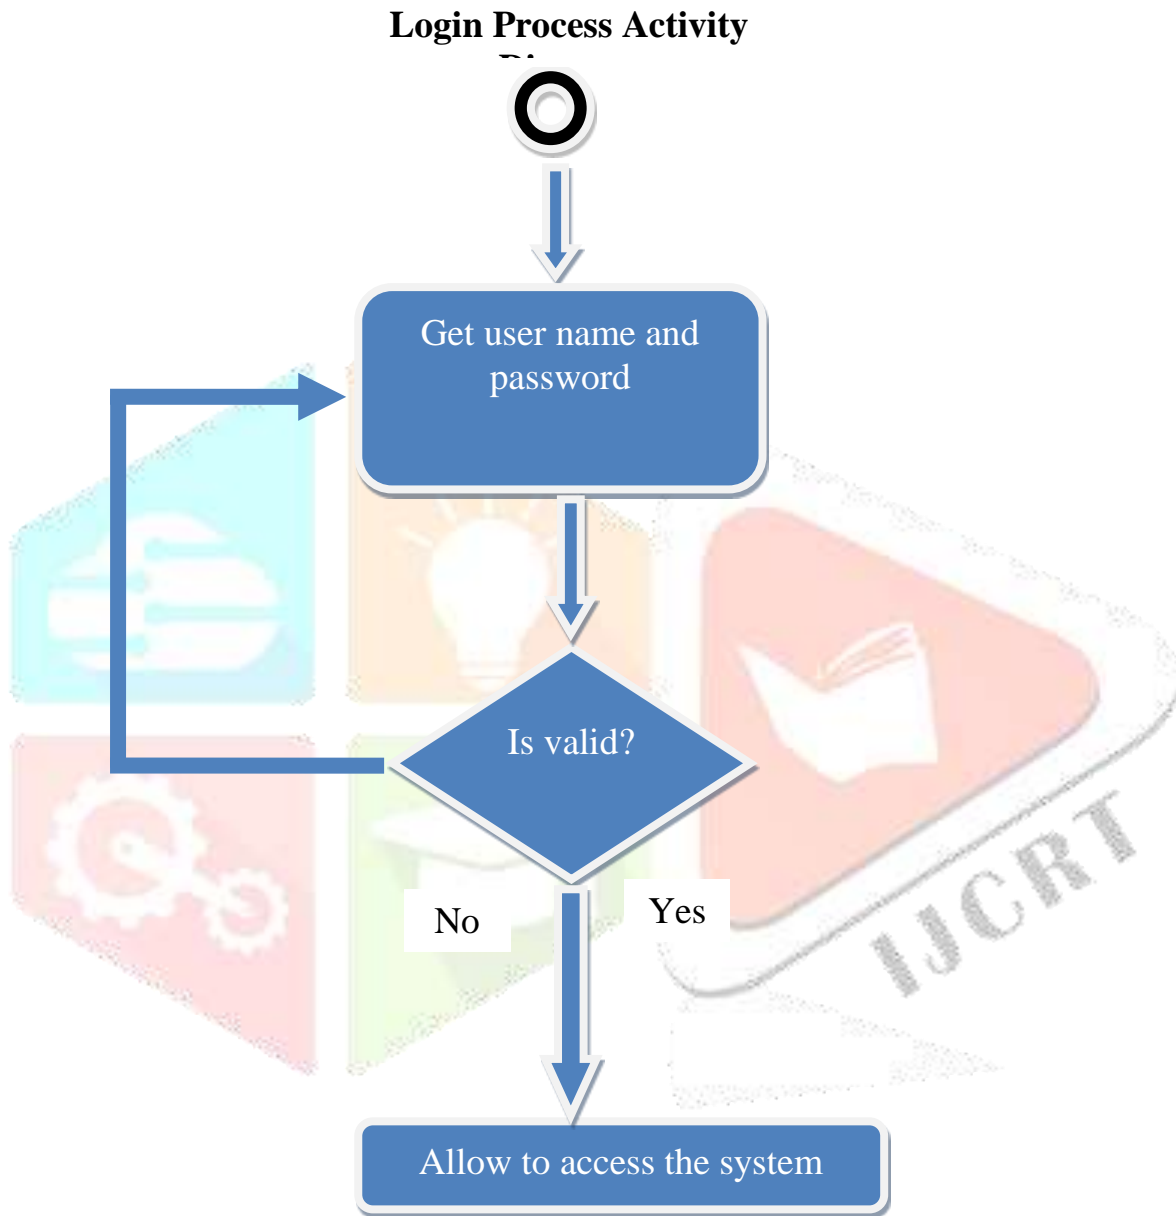 Login Process Activity
Get user name and
password
Is valid?
No
Yes
IJCRT
Allow to access the system